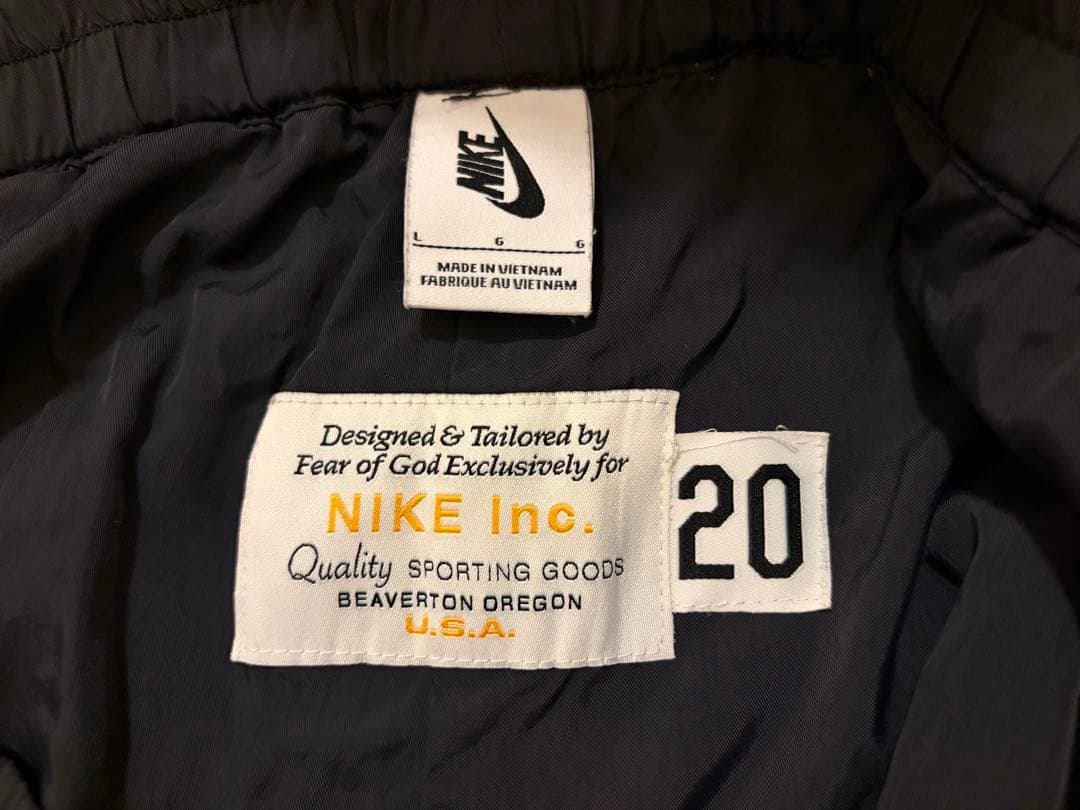 NIKE
L G G
MADE IN VIETNAM
FABRIQUE AU VIETNAM
Designed & Tailored by
Fear of God Exclusively for
NIKE Inc.
Quality SPORTING GOODS
BEAVERTON OREGON
U.S.A.
20